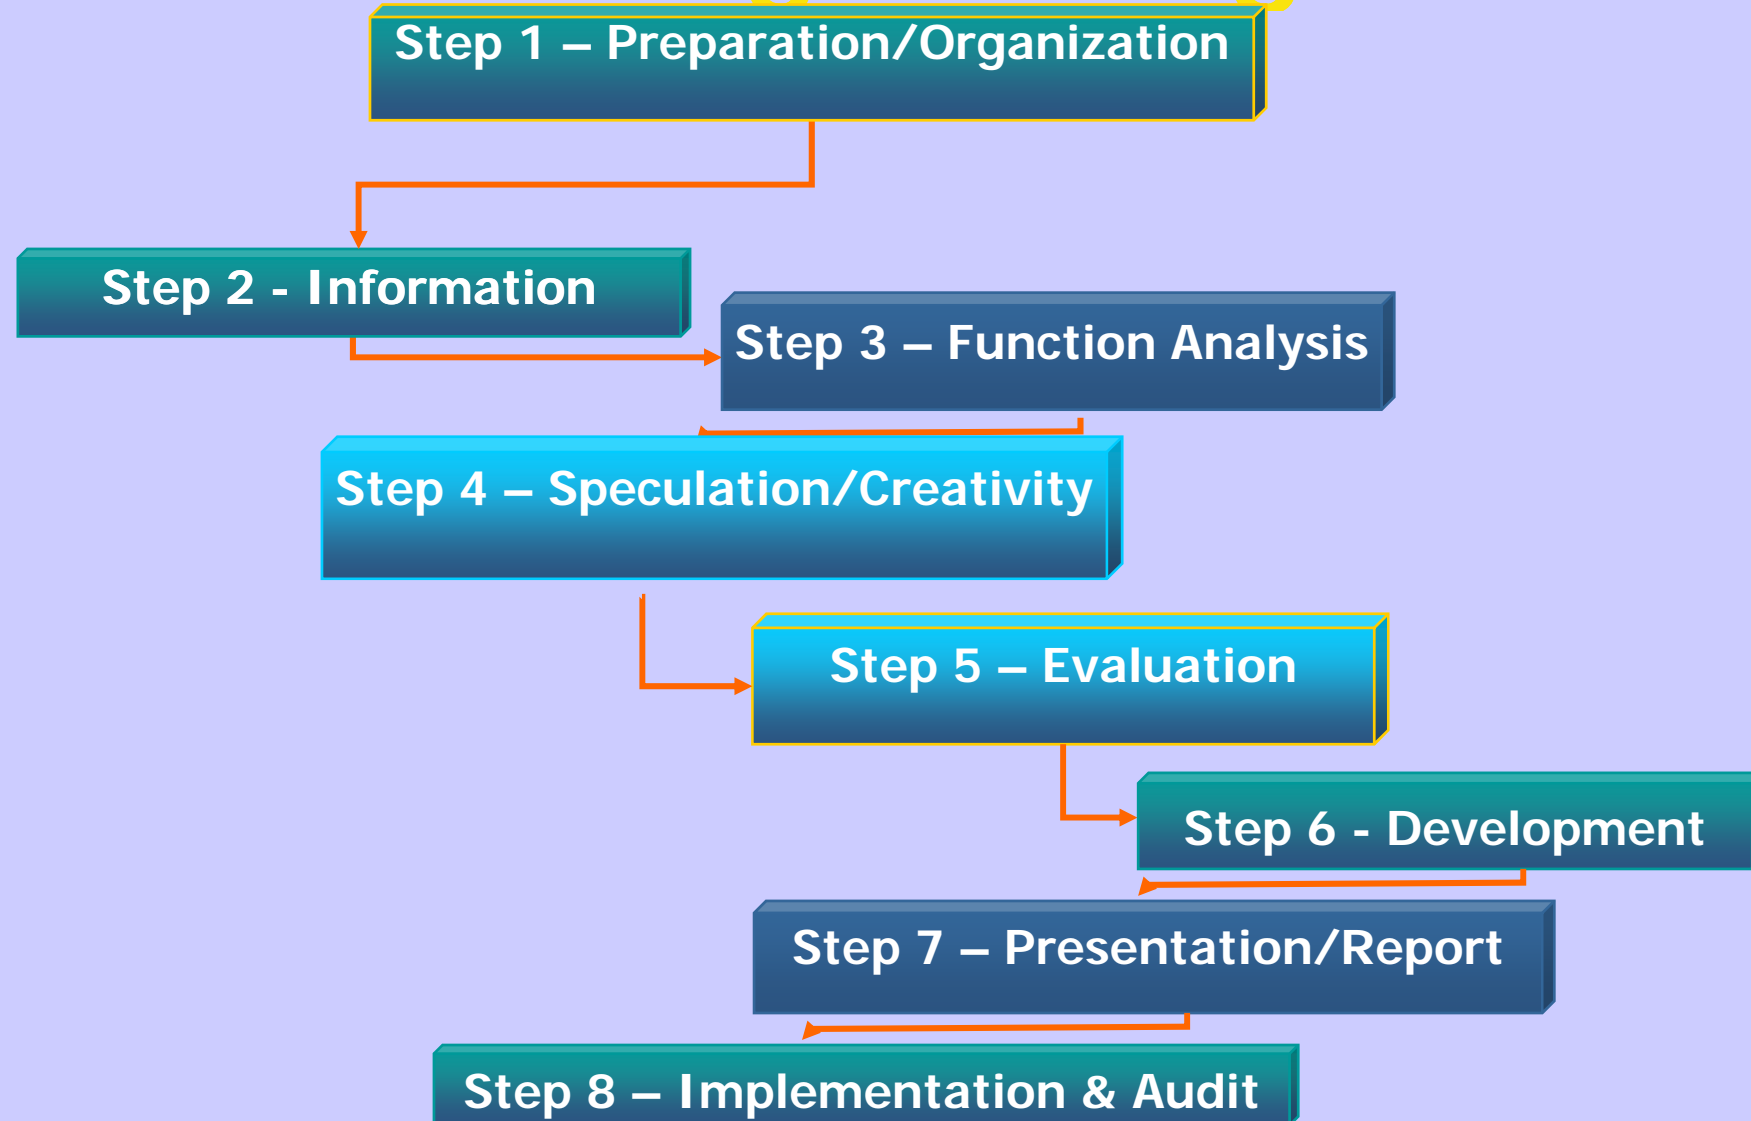 Step 1 – Preparation/Organization
Step 2 - Information
Step 3 – Function Analysis
Step 4 – Speculation/Creativity
Step 5 – Evaluation
Step 6 - Development
Step 7 – Presentation/Report
Step 8 – Implementation & Audit